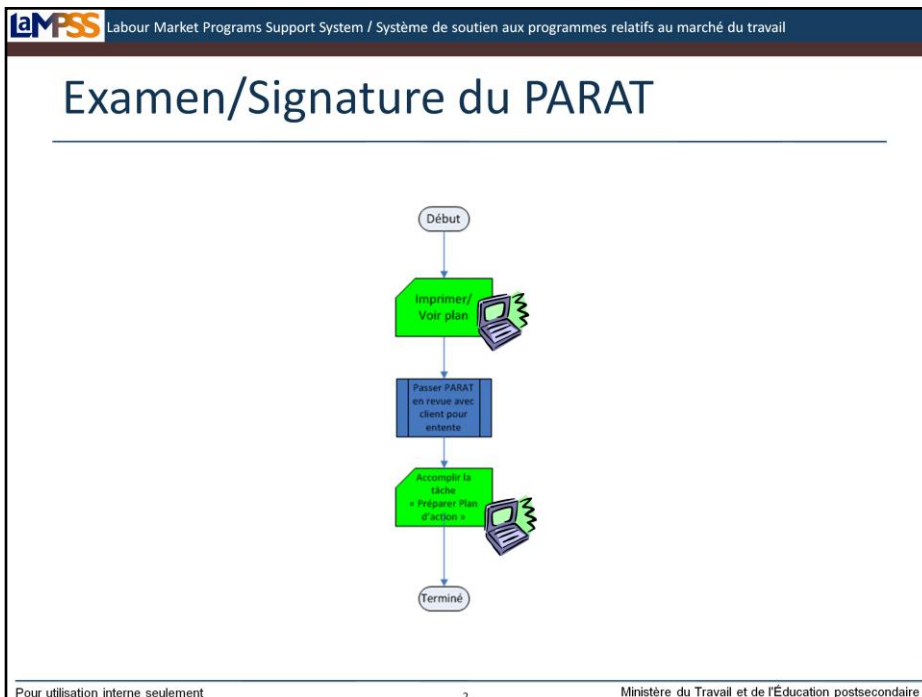 LaMPSS Labour Market Programs Support System / Système de soutien aux programmes relatifs au marché du travail
Examen/Signature du PARAT
Début
Imprimer/
Voir plan
Passer PARAT
en revue avec
client pour
entente
Accomplir la
tâche
« Préparer Plan
d'action »
Terminé
Pour utilisation interne seulement
Ministère du Travail et de l'Éducation postsecondaire